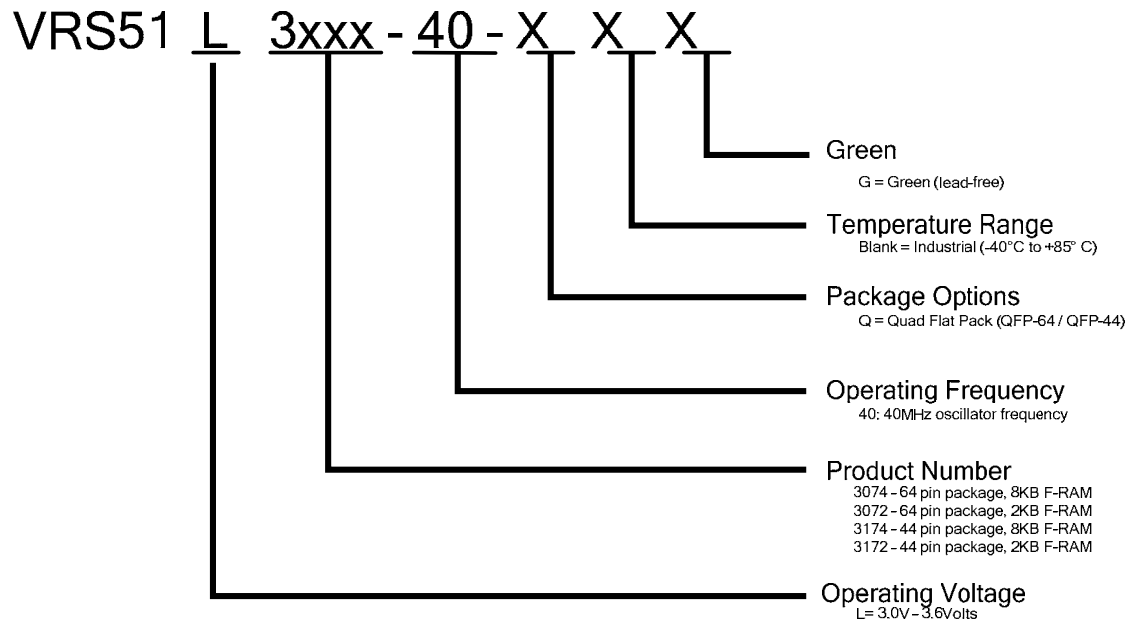 VRS51 L 3xxx - 40 - X X X
Green
G = Green (lead-free)
Temperature Range
Blank = Industrial (-40°C to +85° C)
Package Options
Q = Quad Flat Pack (QFP-64 / QFP-44)
Operating Frequency
40: 40MHz oscillator frequency
Product Number
3074 – 64 pin package, 8KB F-RAM
3072 – 64 pin package, 2KB F-RAM
3174 – 44 pin package, 8KB F-RAM
3172 – 44 pin package, 2KB F-RAM
Operating Voltage
L= 3.0V – 3.6Volts